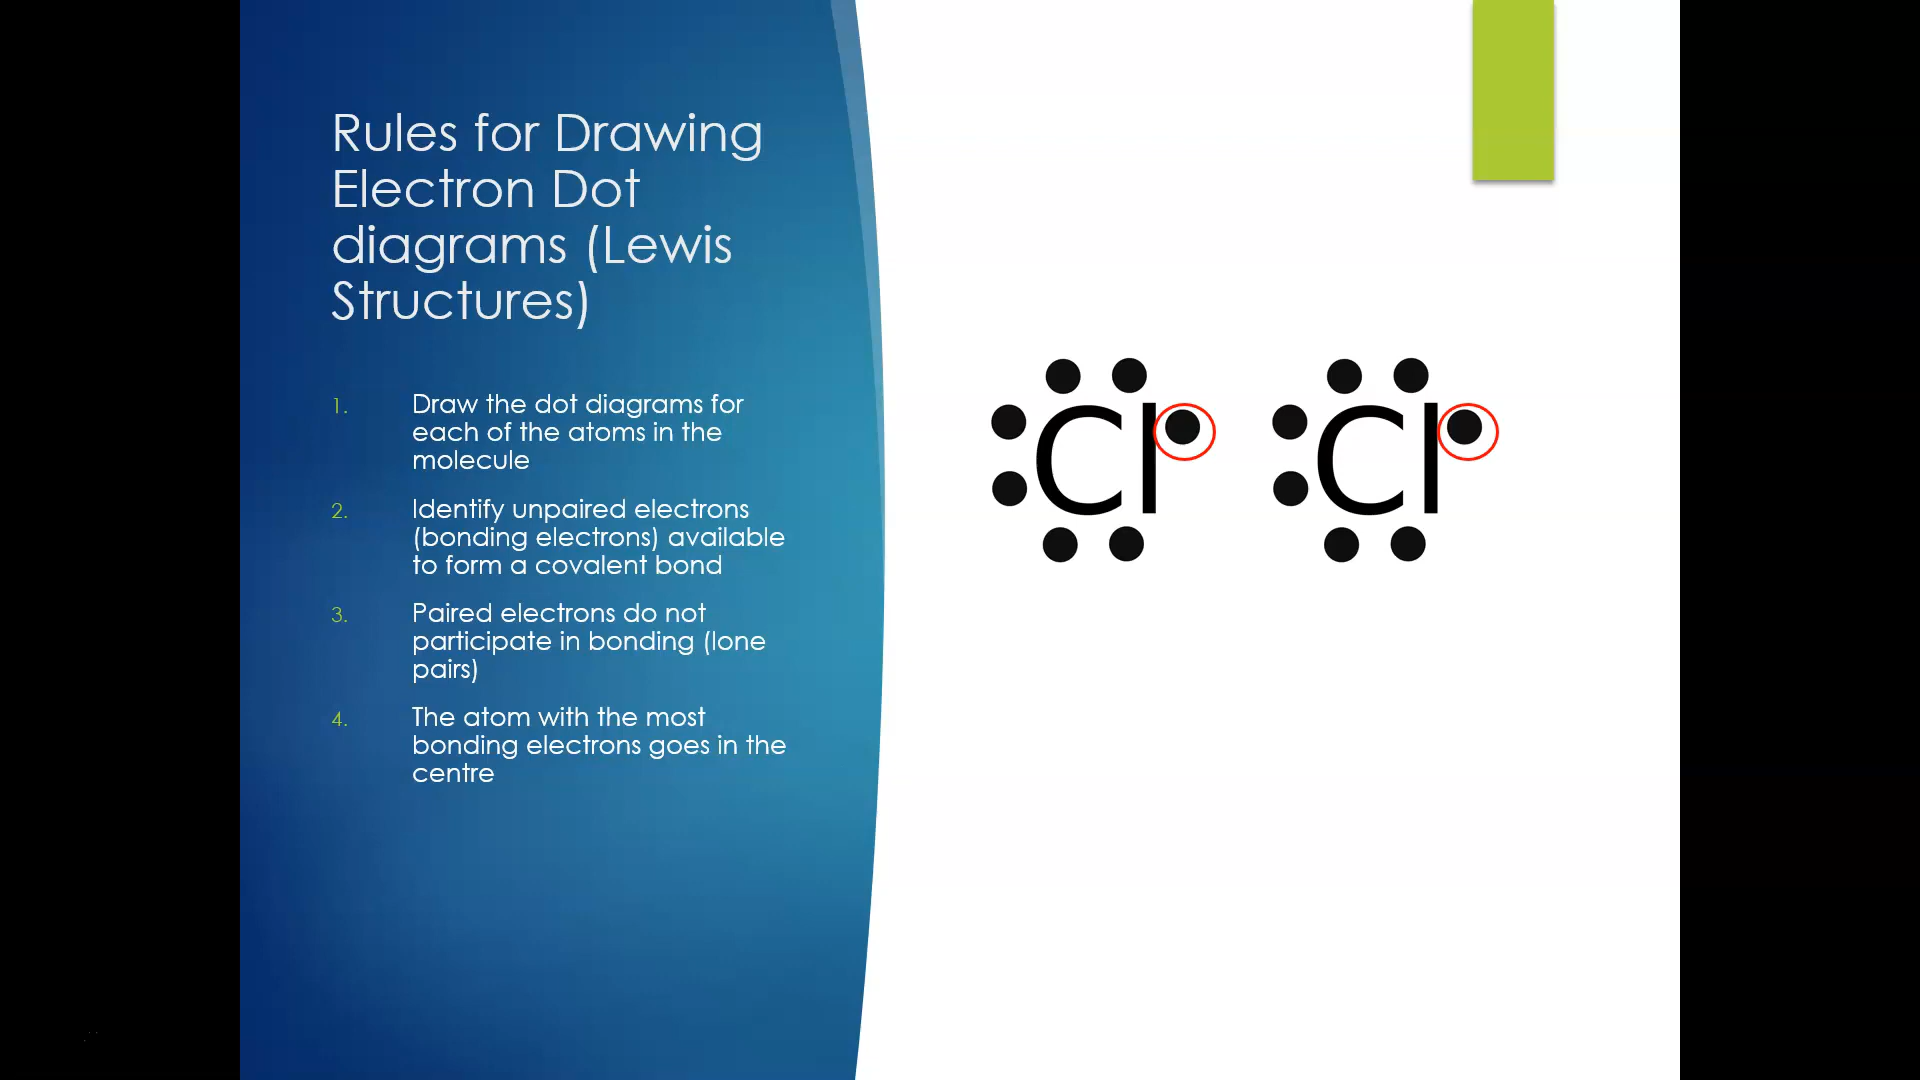 Rules for Drawing
Electron Dot
diagrams (Lewis
Structures)
1. Draw the dot diagrams for
each of the atoms in the
molecule
2. Identify unpaired electrons
(bonding electrons) available
to form a covalent bond
3. Paired electrons do not
participate in bonding (lone
pairs)
4. The atom with the most
bonding electrons goes in the
centre
Cl Cl